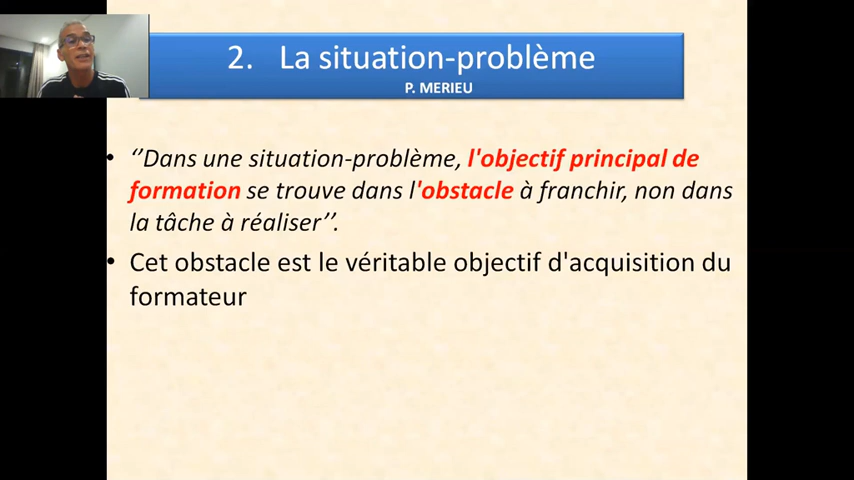 2. La situation-problème
P. MERIEU
• ‘’Dans une situation-problème, l'objectif principal de
formation se trouve dans l'obstacle à franchir, non dans
la tâche à réaliser’’.
• Cet obstacle est le véritable objectif d'acquisition du
formateur